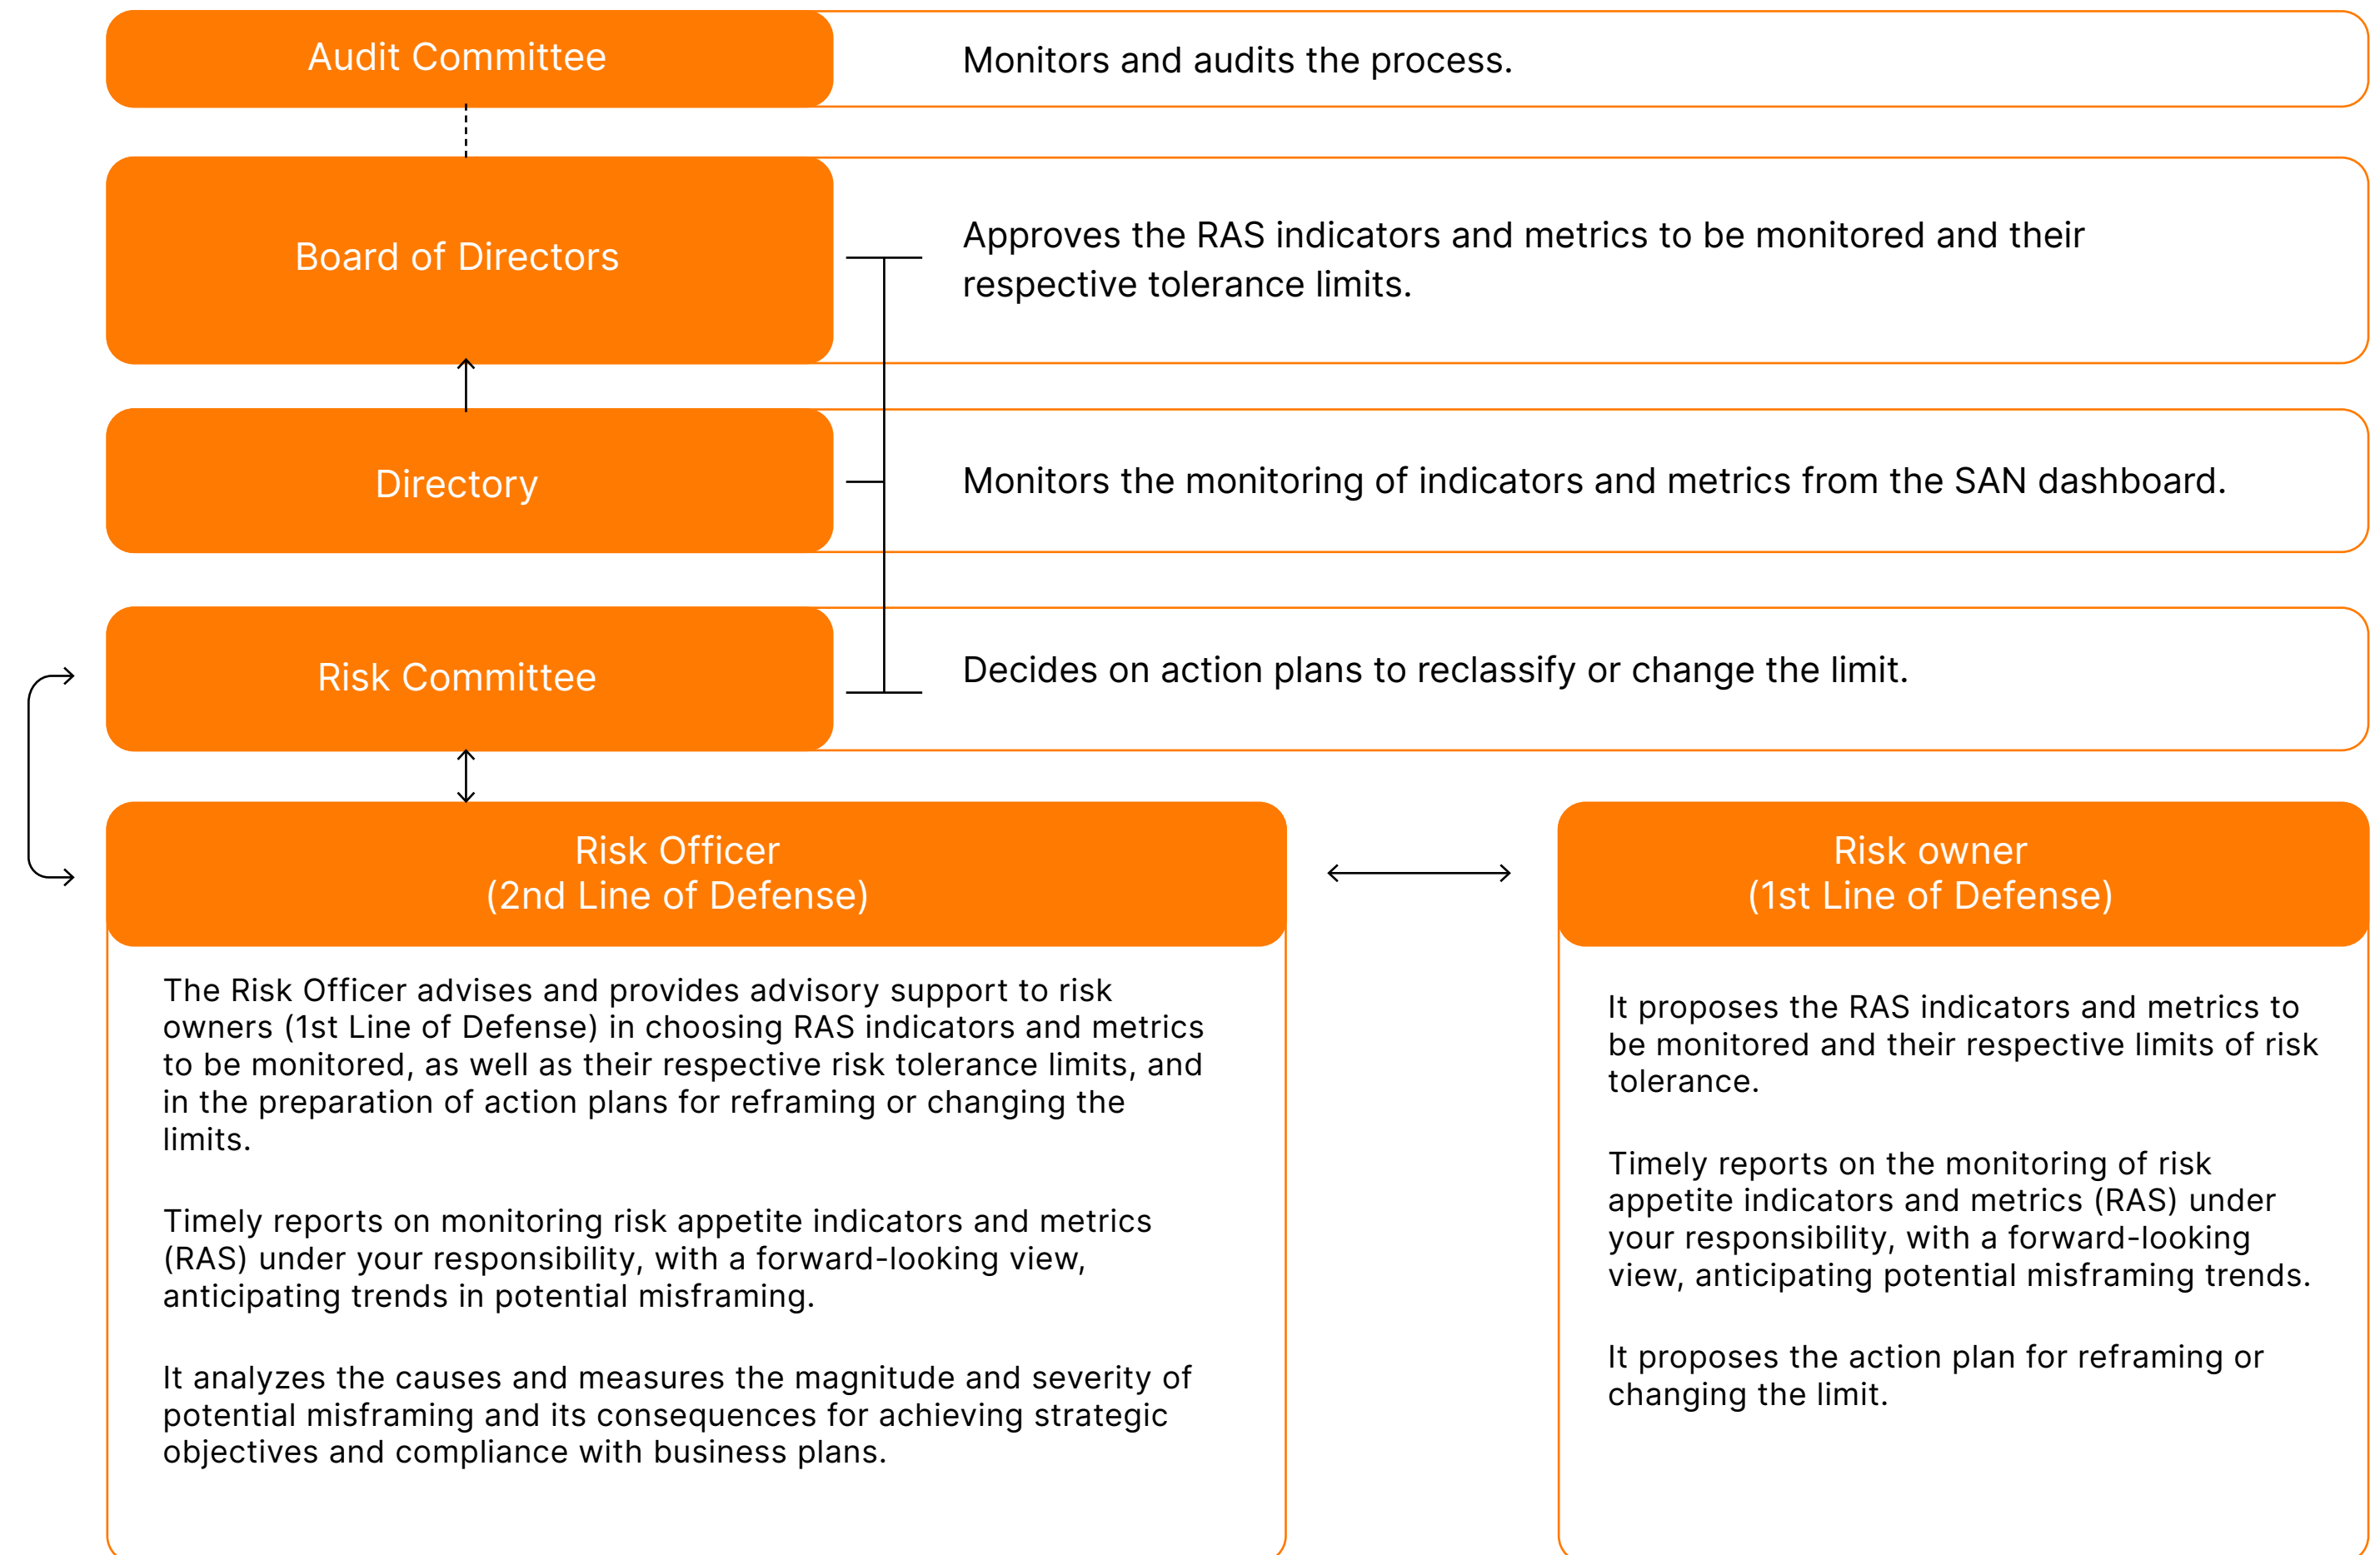 Audit Committee
Monitors and audits the process.
Board of Directors
Approves the RAS indicators and metrics to be monitored and their
respective tolerance limits.
Directory
Monitors the monitoring of indicators and metrics from the SAN dashboard.
Risk Committee
Decides on action plans to reclassify or change the limit.
Risk Officer
(2nd Line of Defense)
The Risk Officer advises and provides advisory support to risk
owners (1st Line of Defense) in choosing RAS indicators and metrics
to be monitored, as well as their respective risk tolerance limits, and
in the preparation of action plans for reframing or changing the
limits.
Timely reports on monitoring risk appetite indicators and metrics
(RAS) under your responsibility, with a forward-looking view,
anticipating trends in potential misframing.
It analyzes the causes and measures the magnitude and severity of
potential misframing and its consequences for achieving strategic
objectives and compliance with business plans.
Risk owner
(1st Line of Defense)
It proposes the RAS indicators and metrics to
be monitored and their respective limits of risk
tolerance.
Timely reports on the monitoring of risk
appetite indicators and metrics (RAS) under
your responsibility, with a forward-looking
view, anticipating potential misframing trends.
It proposes the action plan for reframing or
changing the limit.